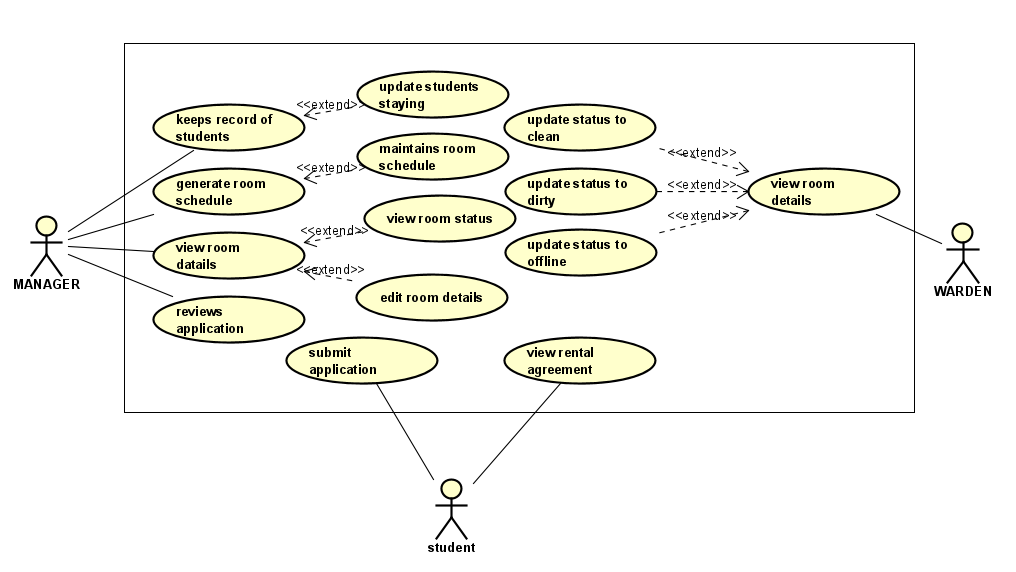 update students
staying
<<extend>>
keeps record of
students
update status to
clean
maintains room
schedule
<<extend>>
<<extend>>
generate room
schedule
update status to
dirty
<<extend>>
view room
details
view room status
<<extend>>
<<extend>>
view room
datails
update status to
offline
<<extend>>
edit room details
MANAGER
WARDEN
reviews
application
submit
application
view rental
agreement
student